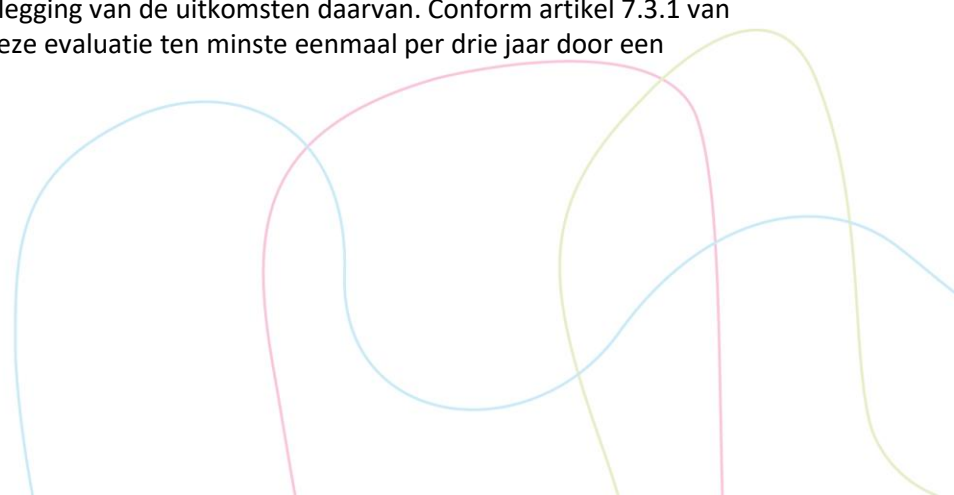 legging van de uitkomsten daarvan. Conform artikel 7.3.1 van
eze evaluatie ten minste eenmaal per drie jaar door een